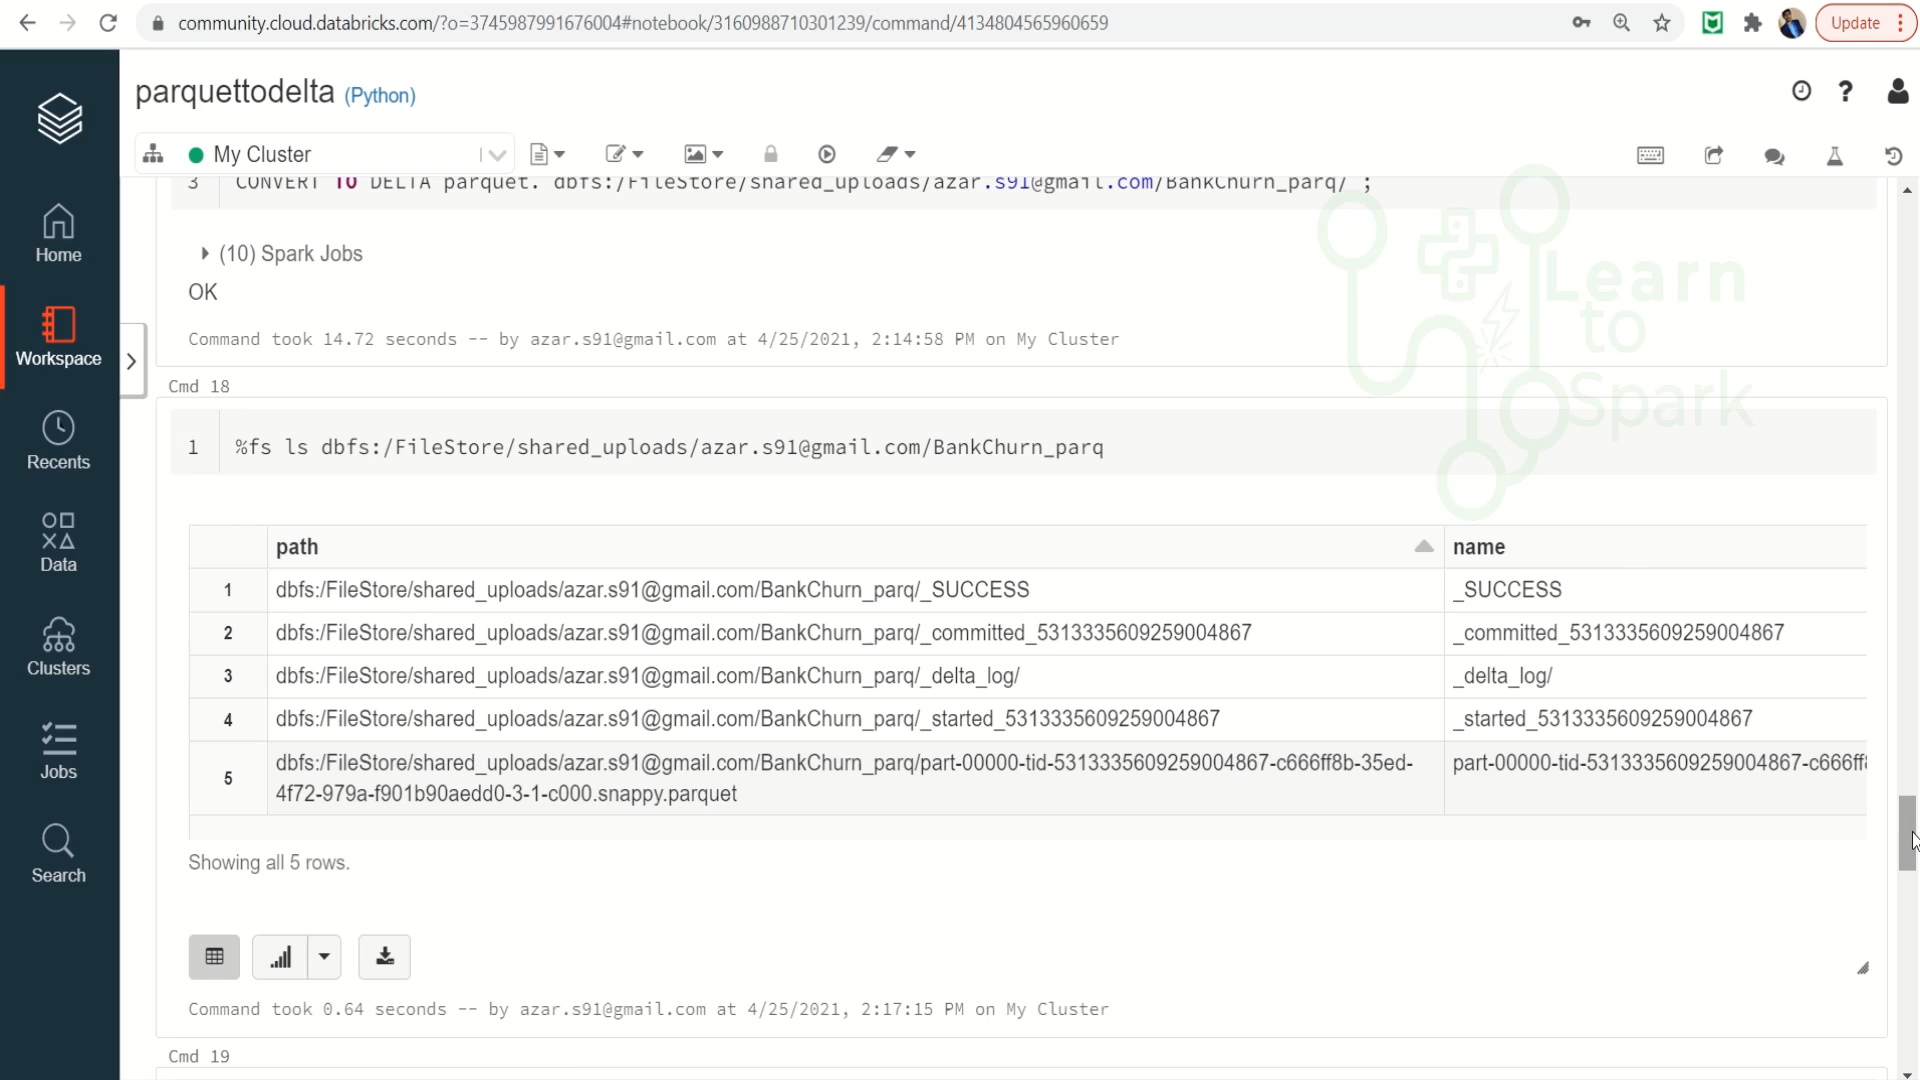 community.cloud.databricks.com/?o=3745987991676004#notebook/3160988710301239/command/4134804565960659
Update
parquettodelta (Python)
My Cluster
3 CONVERT TO DELTA parquet.`dbfs:/FileStore/shared_uploads/azar.s91@gmail.com/BankChurn_parq/`;
(10) Spark Jobs
OK
Command took 14.72 seconds -- by azar.s91@gmail.com at 4/25/2021, 2:14:58 PM on My Cluster
Cmd 18
1 %fs ls dbfs:/FileStore/shared_uploads/azar.s91@gmail.com/BankChurn_parq
path name
1 dbfs:/FileStore/shared_uploads/azar.s91@gmail.com/BankChurn_parq/_SUCCESS _SUCCESS
2 dbfs:/FileStore/shared_uploads/azar.s91@gmail.com/BankChurn_parq/_committed_5313335609259004867 _committed_5313335609259004867
3 dbfs:/FileStore/shared_uploads/azar.s91@gmail.com/BankChurn_parq/_delta_log/ _delta_log/
4 dbfs:/FileStore/shared_uploads/azar.s91@gmail.com/BankChurn_parq/_started_5313335609259004867 _started_5313335609259004867
5 dbfs:/FileStore/shared_uploads/azar.s91@gmail.com/BankChurn_parq/part-00000-tid-5313335609259004867-c666ff8b-35ed- part-00000-tid-5313335609259004867-c666ff
4f72-979a-f901b90aedd0-3-1-c000.snappy.parquet
Showing all 5 rows.
Command took 0.64 seconds -- by azar.s91@gmail.com at 4/25/2021, 2:17:15 PM on My Cluster
Cmd 19
Home
Workspace
Recents
Data
Clusters
Jobs
Search
Learn
to
Spark